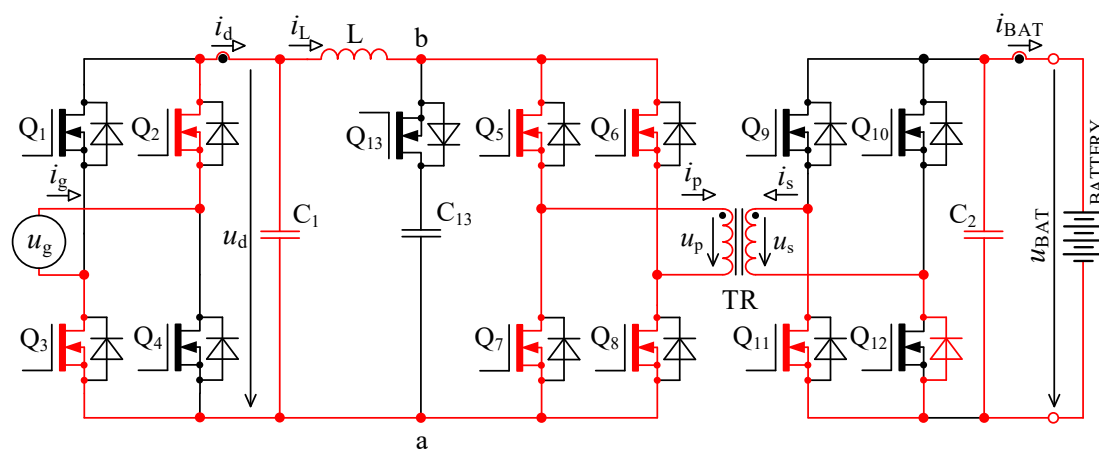 i_d
i_L
L
b
i_BAT
Q_1
Q_2
Q_13
Q_5
Q_6
Q_9
Q_10
BATTERY
i_g
i_p
i_s
u_g
u_d
C_1
C_13
u_p
u_s
C_2
u_BAT
TR
Q_3
Q_4
Q_7
Q_8
Q_11
Q_12
a